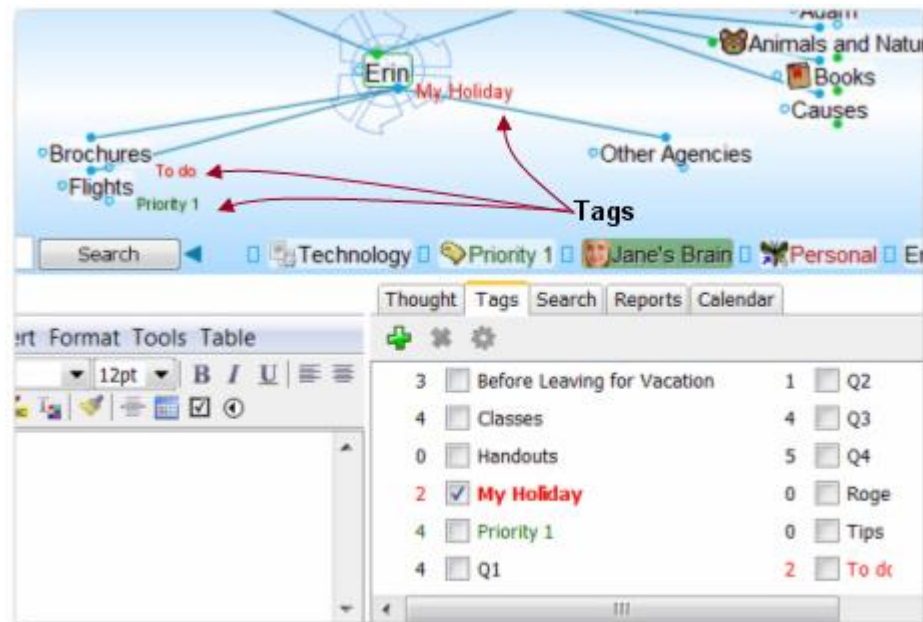 Adam
Animals and Natur
Erin
My Holiday
Books
Causes
Brochures
To do
Other Agencies
Flights
Priority 1
Tags
Search
Technology
Priority 1
Jane's Brain
Personal
Thought Tags Search Reports Calendar
ert Format Tools Table
12pt B I U
3 Before Leaving for Vacation 1 Q2
4 Classes 4 Q3
0 Handouts 5 Q4
2 My Holiday 0 Roge
4 Priority 1 0 Tips
4 Q1 2 To do